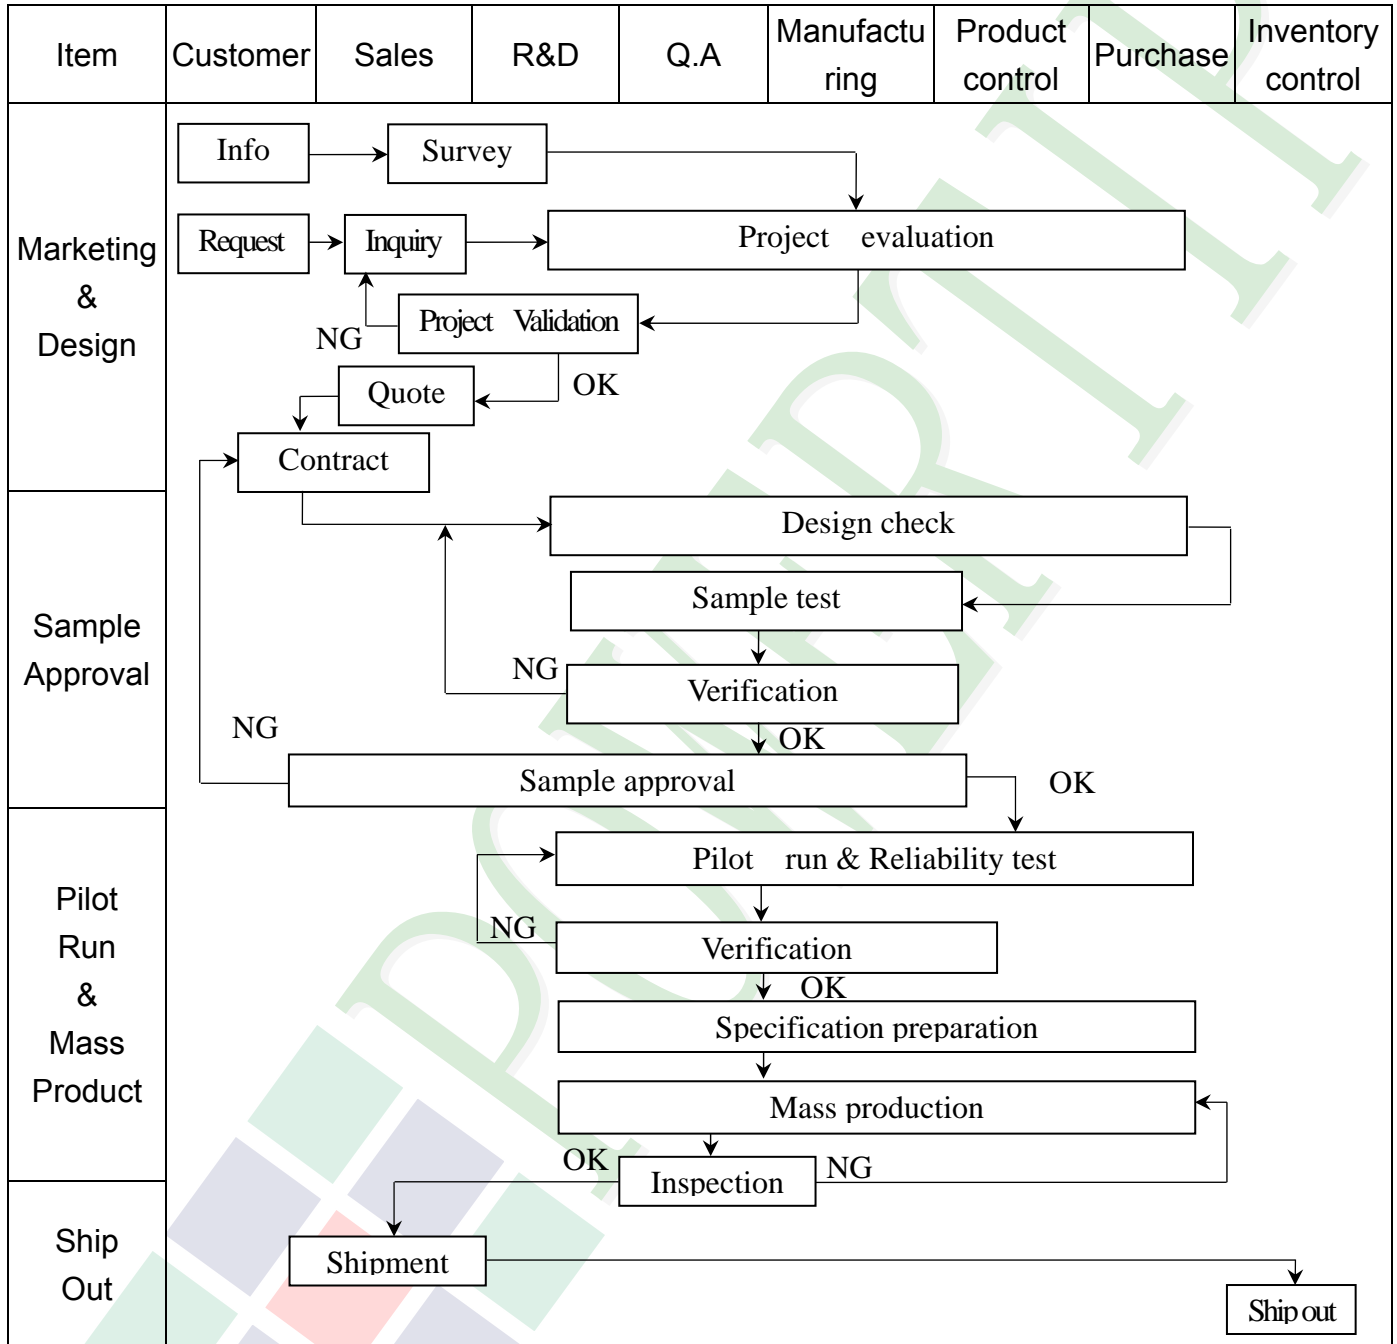 Item
Customer
Sales
R&D
Q.A
Manufactu
ring
Product
control
Purchase
Inventory
control
Marketing
&
Design
Info
Survey
Request
Inquiry
Project evaluation
NG
Project Validation
Quote
OK
Contract
Sample
Approval
Design check
Sample test
NG
Verification
NG
OK
Sample approval
OK
Pilot
Run
&
Mass
Product
Pilot run & Reliability test
NG
Verification
OK
Specification preparation
Mass production
OK
Inspection
NG
Ship
Out
Shipment
Ship out
POWERTIP